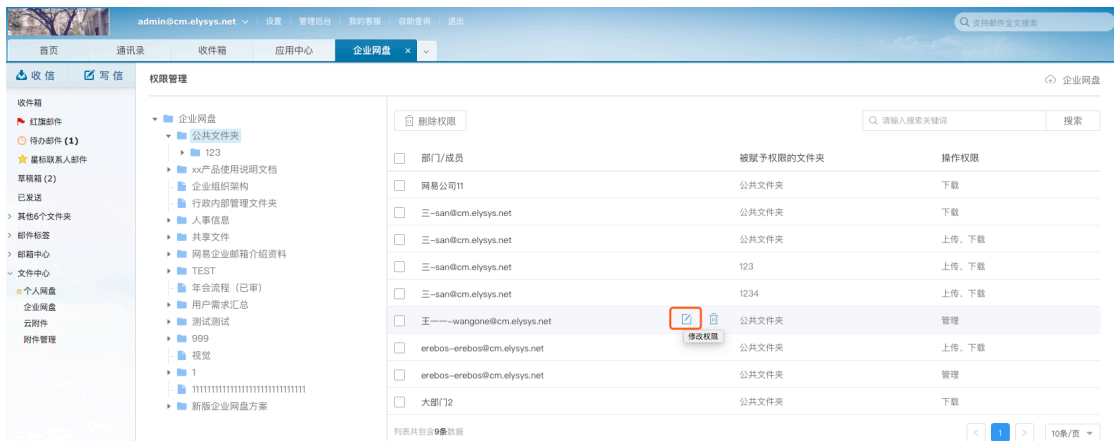 admin@cm.elysys.net 设置 管理后台 我的客服 自助查询 退出
支持邮件全文搜索
首页 通讯录 收件箱 应用中心 企业网盘 ×
收信 写信
收件箱
红旗邮件
待办邮件 (1)
星标联系人邮件
草稿箱 (2)
已发送
其他6个文件夹
邮件标签
邮箱中心
文件中心
个人网盘
企业网盘
云附件
附件管理
权限管理
企业网盘
企业网盘
公共文件夹
123
xx产品使用说明文档
企业组织架构
行政内部管理文件夹
人事信息
共享文件
网易企业邮箱介绍资料
TEST
年会流程（已审）
用户需求汇总
测试测试
999
视觉
1
新版企业网盘方案
删除权限
请输入搜索关键词 搜索
部门/成员 被赋予权限的文件夹 操作权限
网易公司11 公共文件夹 下载
三-san@cm.elysys.net 公共文件夹 下载
三-san@cm.elysys.net 公共文件夹 上传、下载
三-san@cm.elysys.net 123 上传、下载
三-san@cm.elysys.net 1234 上传、下载
王一一-wangone@cm.elysys.net 公共文件夹 管理
修改权限
erebos-erebos@cm.elysys.net 公共文件夹 上传、下载
erebos-erebos@cm.elysys.net 公共文件夹 管理
大部门2 公共文件夹 下载
列表共包含9条数据
1 10条/页